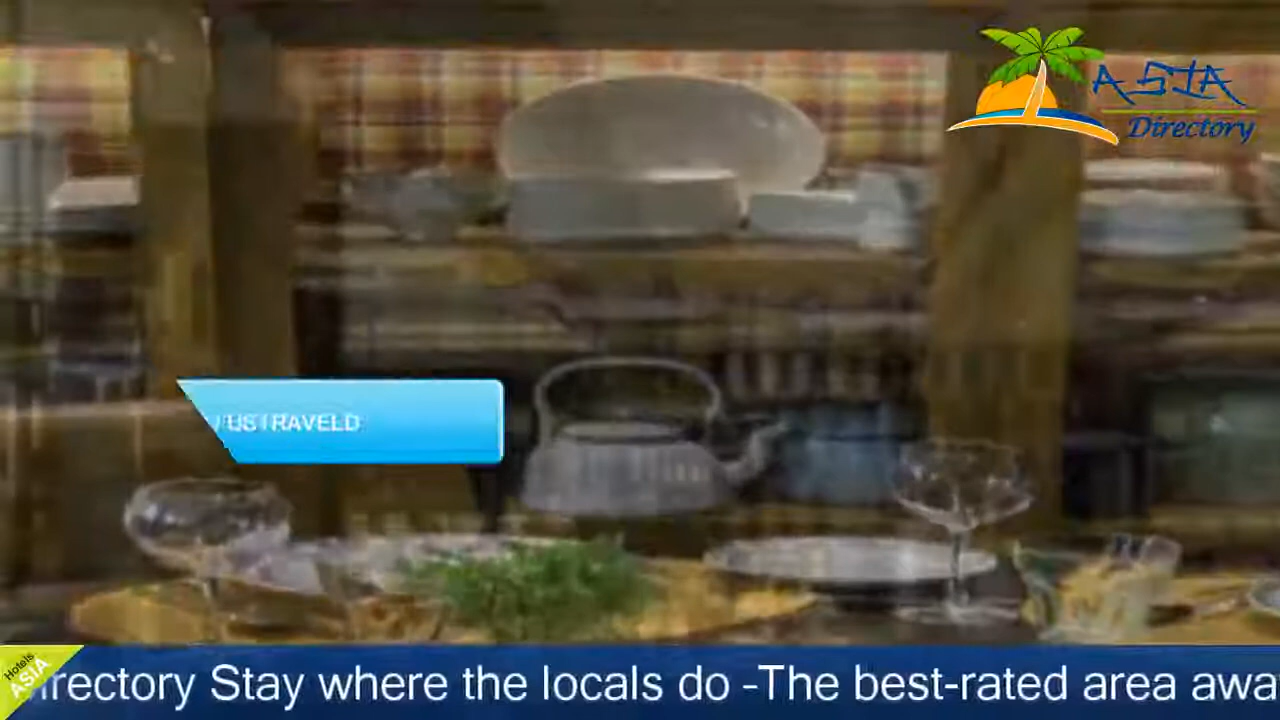 ASIA
Directory
USTRAVELD
Hotels
ASIA
irectory Stay where the locals do -The best-rated area awa